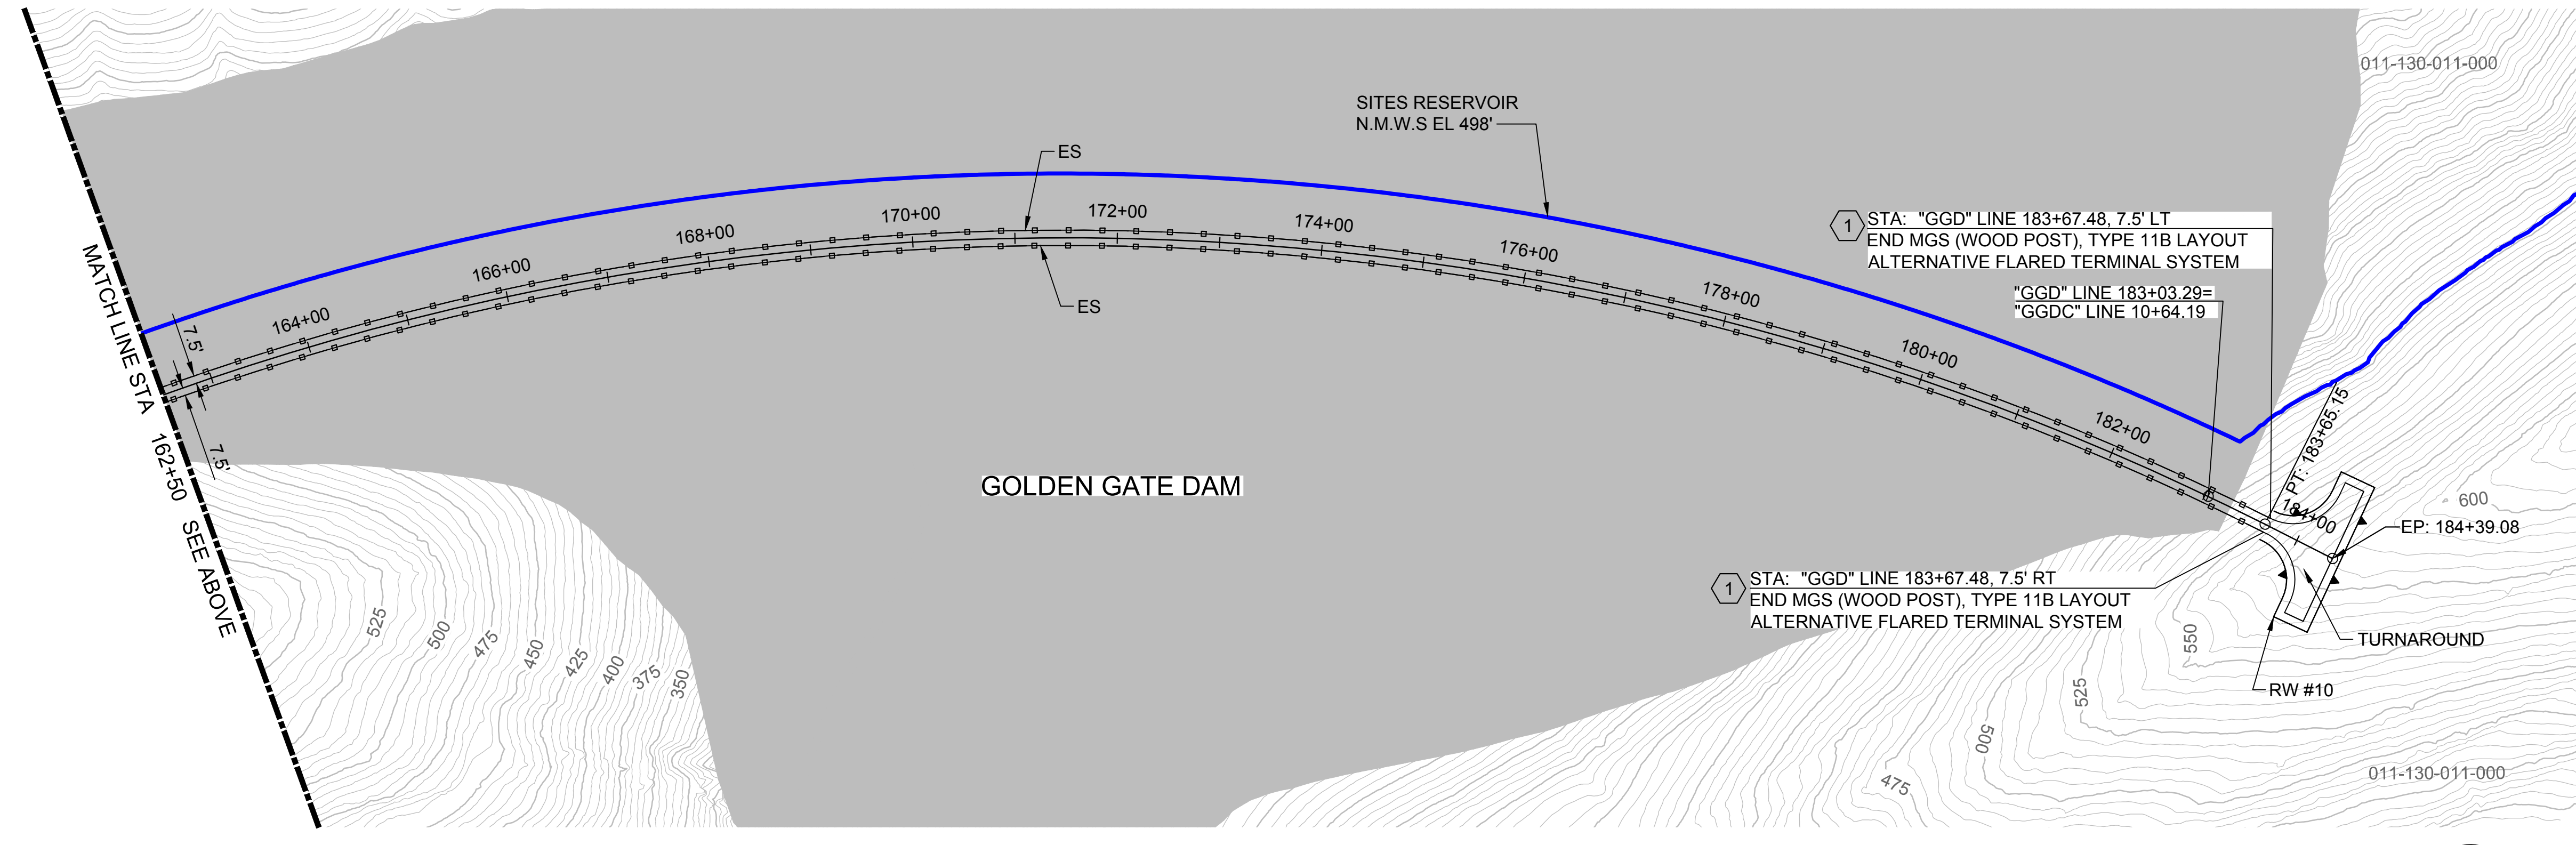 011-130-011-000
SITES RESERVOIR
N.M.W.S EL 498'
ES
170+00
172+00
174+00
168+00
176+00
166+00
178+00
164+00
180+00
182+00
184+00
1
STA: "GGD" LINE 183+67.48, 7.5' LT
END MGS (WOOD POST), TYPE 11B LAYOUT
ALTERNATIVE FLARED TERMINAL SYSTEM
"GGD" LINE 183+03.29=
"GGDC" LINE 10+64.19
ES
7.5'
7.5'
MATCH LINE STA 162+50 SEE ABOVE
GOLDEN GATE DAM
PT: 183+65.15
600
EP: 184+39.08
1
STA: "GGD" LINE 183+67.48, 7.5' RT
END MGS (WOOD POST), TYPE 11B LAYOUT
ALTERNATIVE FLARED TERMINAL SYSTEM
TURNAROUND
RW #10
525
500
475
450
425
400
375
350
550
525
500
475
011-130-011-000